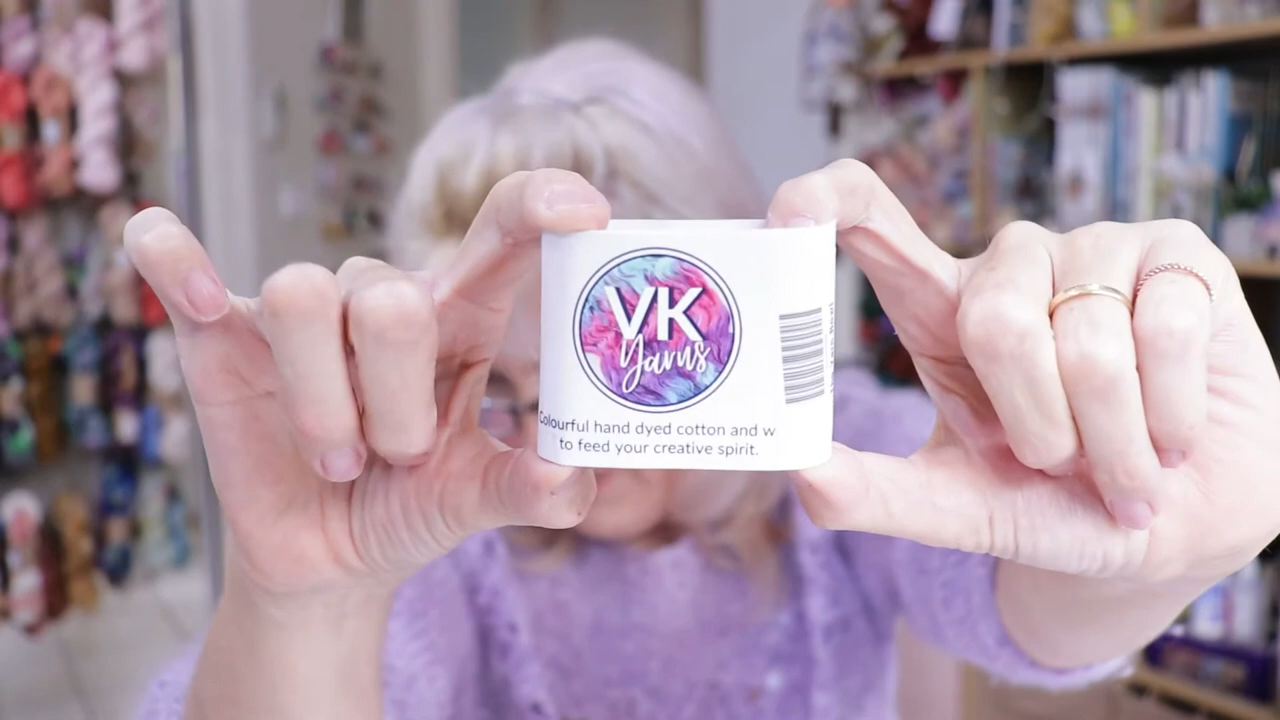 VK
Yarns
Colourful hand dyed cotton and w
to feed your creative spirit.